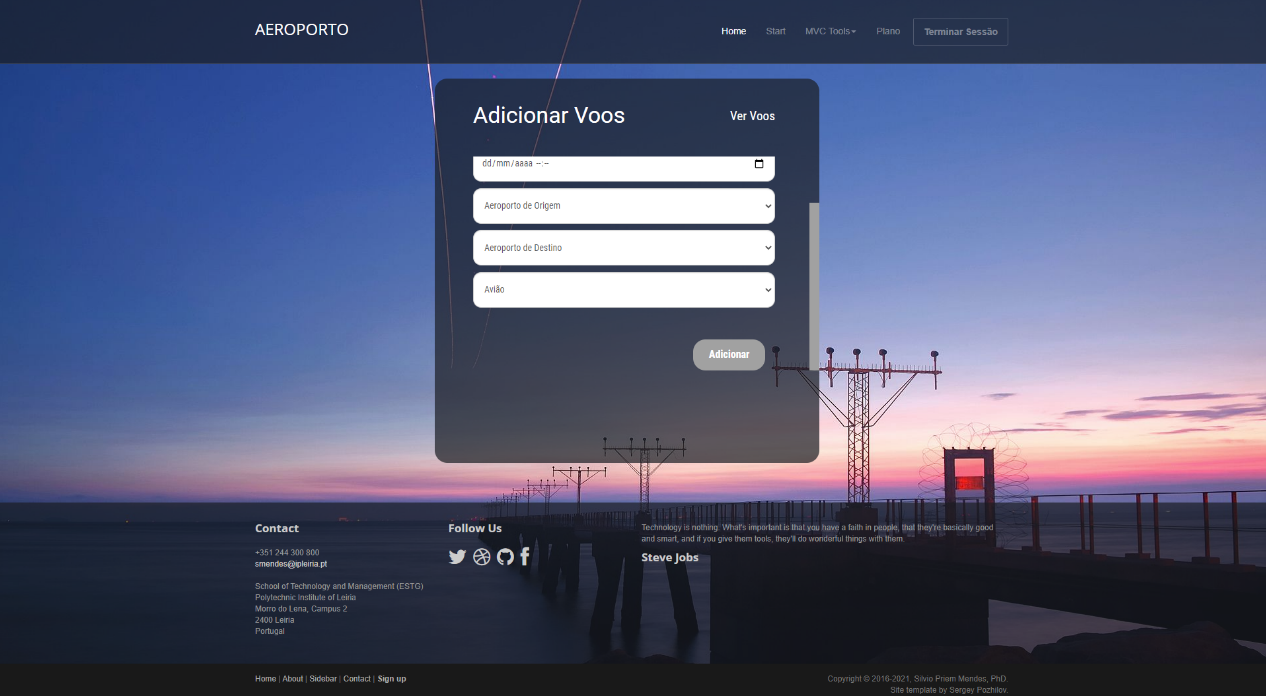 AEROPORTO
Home
Start
MVC Tools
Plano
Terminar Sessão
Adicionar Voos
Ver Voos
dd/mm/aaaa --:--
Aeroporto de Origem
Aeroporto de Destino
Avião
Adicionar
Contact
+351 244 300 800
smendes@ipleiria.pt
School of Technology and Management (ESTG)
Polytechnic Institute of Leiria
Morro do Lena, Campus 2
2400 Leiria
Portugal
Follow Us
Technology is nothing. What's important is that you have a faith in people, that they're basically good
and smart, and if you give them tools, they'll do wonderful things with them.
Steve Jobs
Home | About | Sidebar | Contact | Sign up
Copyright © 2016-2021, Sílvio Priem Mendes, PhD.
Site template by Sergey Pozhilov.